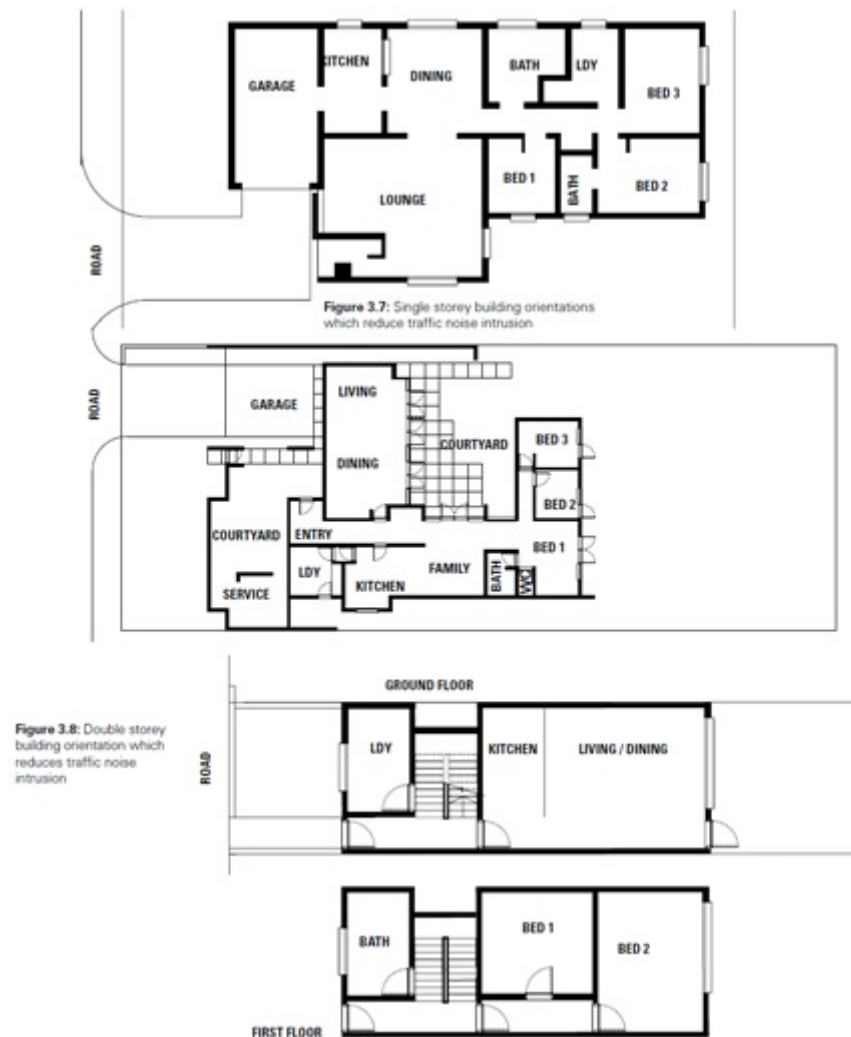 KITCHEN
GARAGE
DINING
BATH
LDY
BED 3
LOUNGE
BED 1
BATH
BED 2
ROAD
Figure 3.7: Single storey building orientations
which reduce traffic noise intrusion
ROAD
GARAGE
LIVING
DINING
COURTYARD
BED 3
BED 2
BED 1
COURTYARD
ENTRY
LDY
KITCHEN
FAMILY
BATH
WC
SERVICE
Figure 3.8: Double storey
building orientation which
reduces traffic noise
intrusion
ROAD
GROUND FLOOR
LDY
KITCHEN
LIVING / DINING
BATH
BED 1
BED 2
FIRST FLOOR